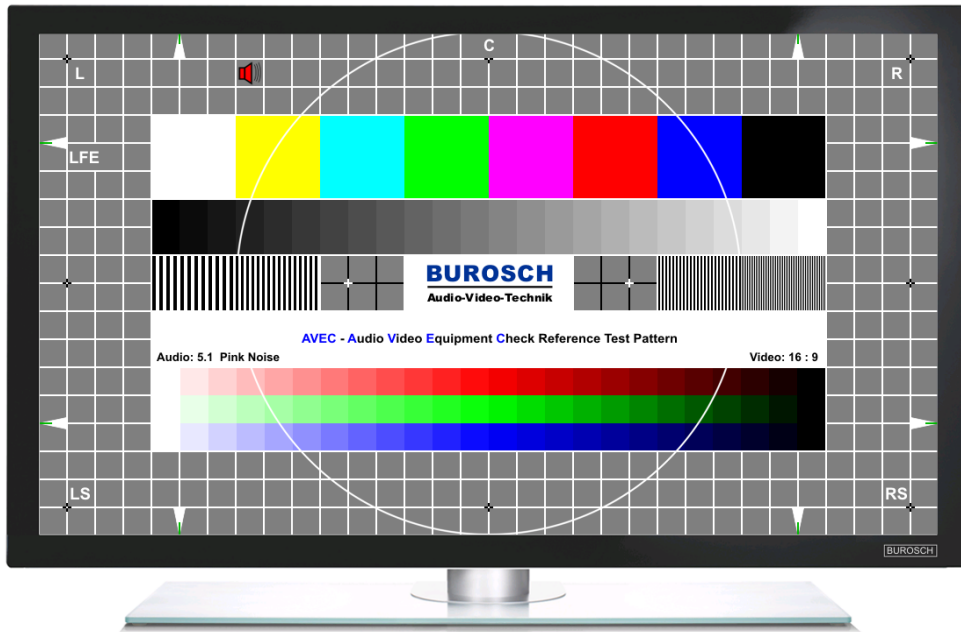 C
L
R
LFE
BUROSCH
Audio-Video-Technik
AVEC - Audio Video Equipment Check Reference Test Pattern
Audio: 5.1 Pink Noise
Video: 16 : 9
LS
RS
BUROSCH